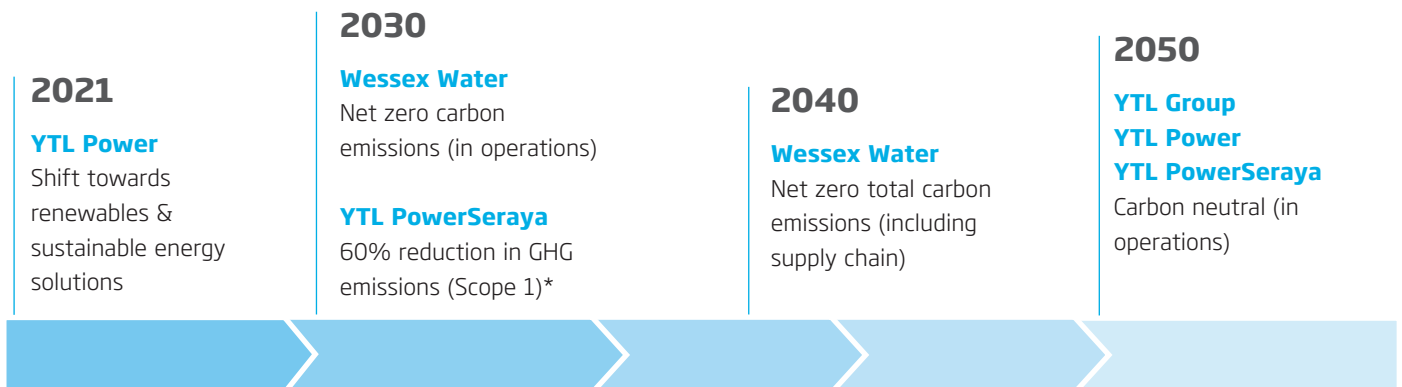 2021
YTL Power
Shift towards
renewables &
sustainable energy
solutions
2030
Wessex Water
Net zero carbon
emissions (in operations)
YTL PowerSeraya
60% reduction in GHG
emissions (Scope 1)*
2040
Wessex Water
Net zero total carbon
emissions (including
supply chain)
2050
YTL Group
YTL Power
YTL PowerSeraya
Carbon neutral (in
operations)